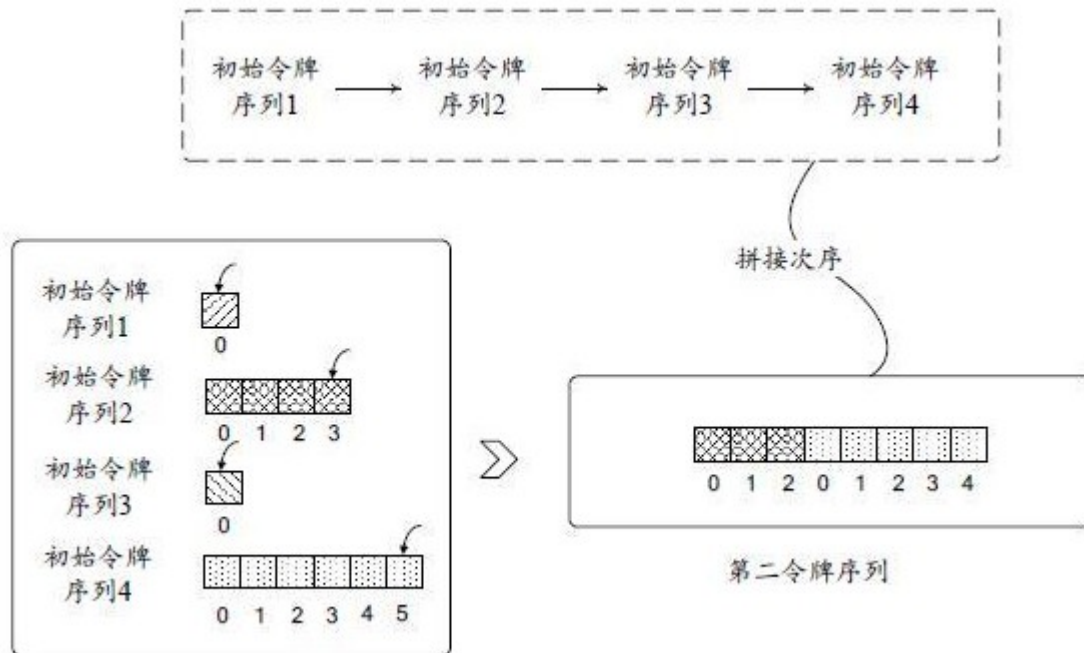 初始令牌 初始令牌 初始令牌 初始令牌
序列1 序列2 序列3 序列4
拼接次序
初始令牌
序列1
0
初始令牌
序列2
0 1 2 3
初始令牌
序列3
0
初始令牌
序列4
0 1 2 3 4 5
0 1 2 0 1 2 3 4
第二令牌序列